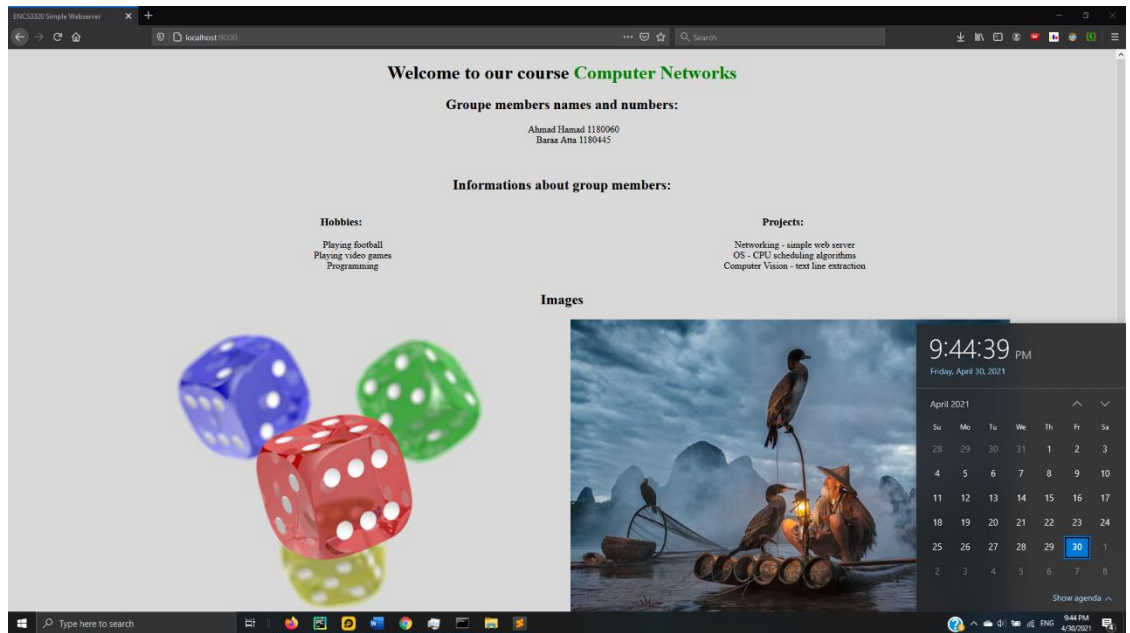 ENCS3320 Simple Webserver
localhost:9000
Search
Welcome to our course Computer Networks
Groupe members names and numbers:
Ahmad Hamad 1180060
Baraa Atta 1180445
Informations about group members:
Hobbies:
Playing football
Playing video games
Programming
Projects:
Networking - simple web server
OS - CPU scheduling algorithms
Computer Vision - text line extraction
Images
9:44:39 PM
Friday, April 30, 2021
April 2021
Su Mo Tu We Th Fr Sa
28 29 30 31 1 2 3
4 5 6 7 8 9 10
11 12 13 14 15 16 17
18 19 20 21 22 23 24
25 26 27 28 29 30 1
2 3 4 5 6 7 8
Show agenda
Type here to search
ENG
9:44 PM
4/30/2021